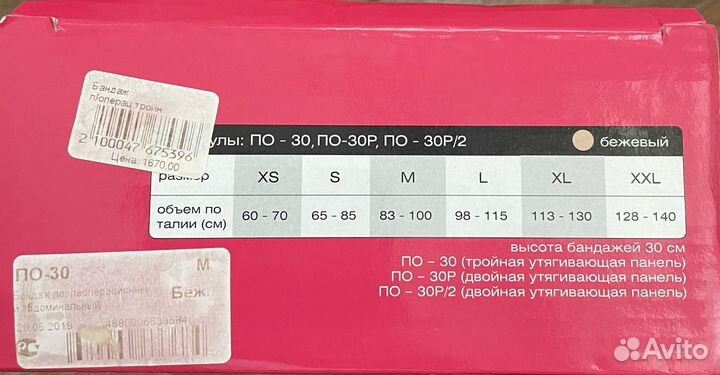 Бандаж
п/операц тройн
2 100047 675396
Цена: 1670,00
улы: ПО - 30, ПО-30Р, ПО - 30Р/2
бежевый
размер XS S M L XL XXL
объем по талии (см) 60 - 70 65 - 85 83 - 100 98 - 115 113 - 130 128 - 140
высота бандажей 30 см
ПО - 30 (тройная утягивающая панель)
ПО - 30Р (двойная утягивающая панель)
ПО - 30Р/2 (двойная утягивающая панель)
ПО-30 М
Бандаж послеоперационный Беж.
абдоминальный
20.05.2019
Avito